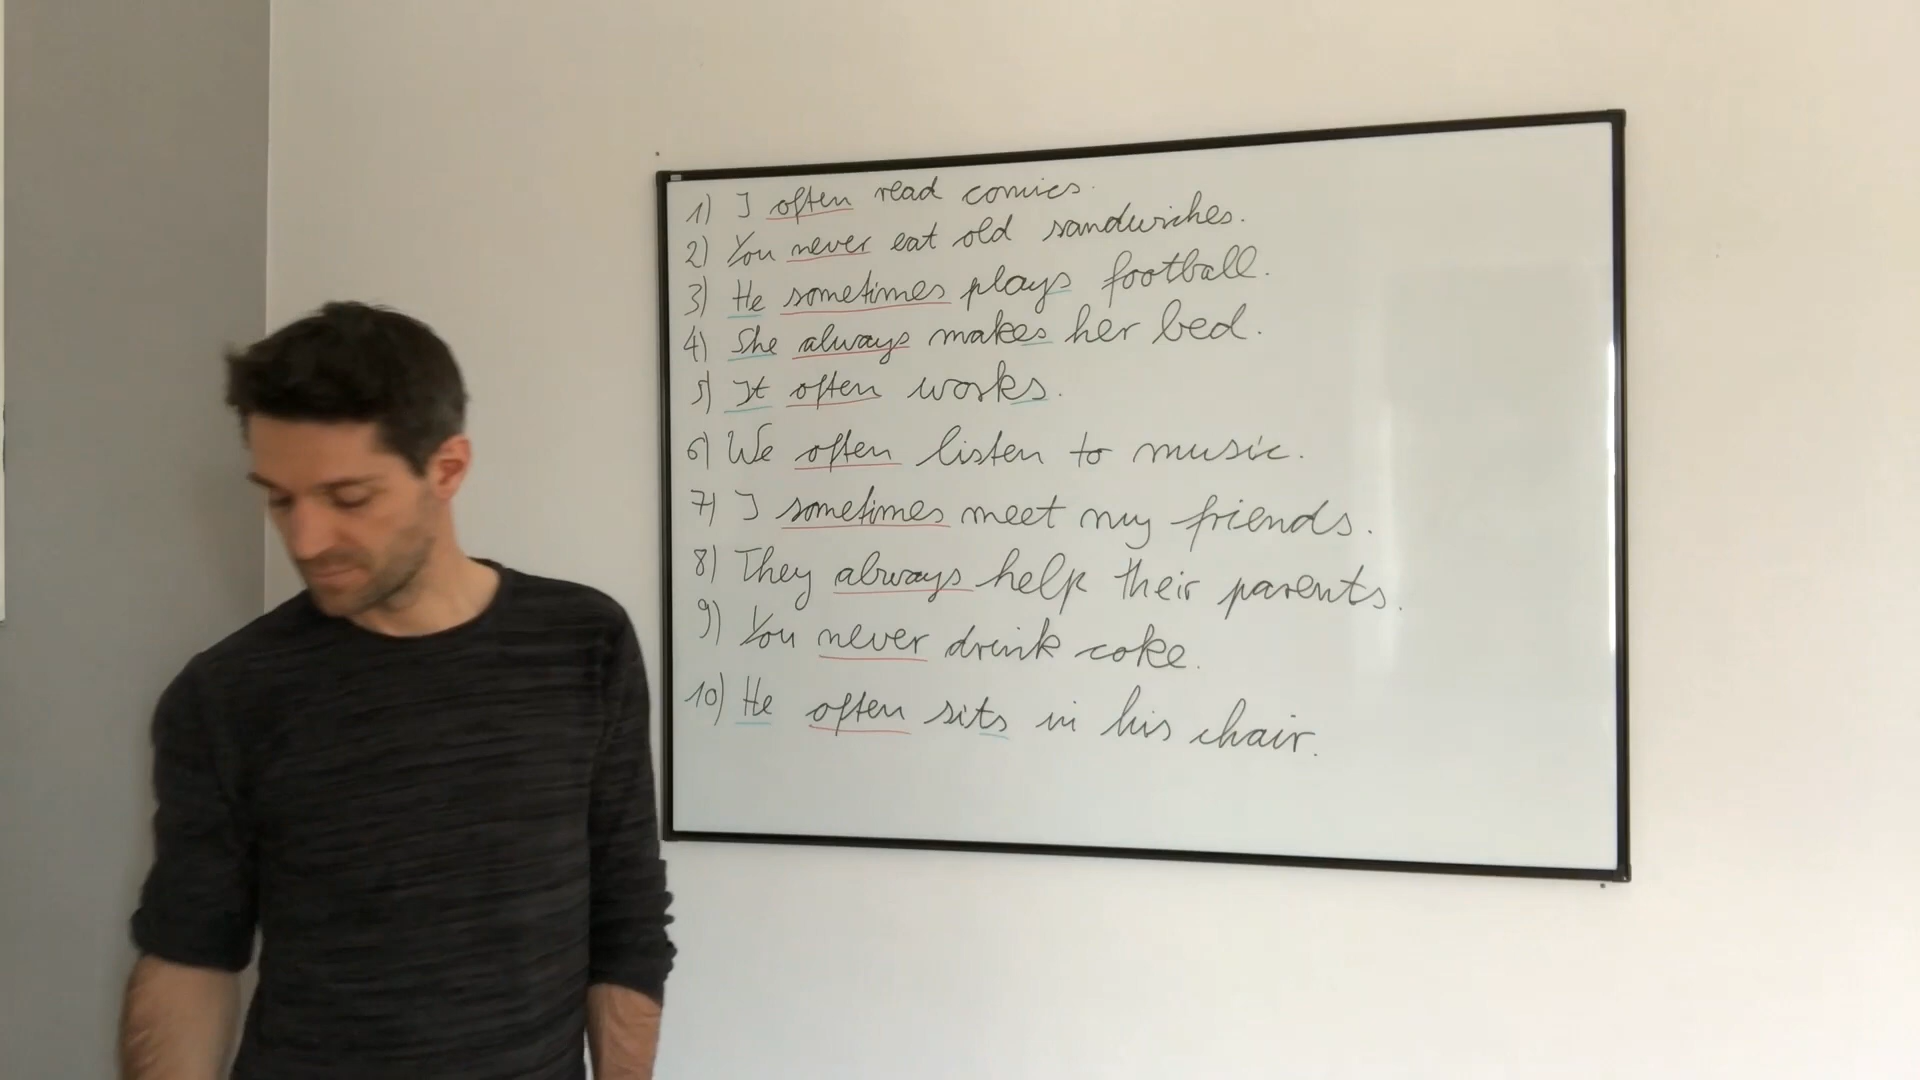 1) I often read comics.
2) You never eat old sandwiches.
3) He sometimes plays football.
4) She always makes her bed.
5) It often works.
6) We often listen to music.
7) I sometimes meet my friends.
8) They always help their parents.
9) You never drink coke.
10) He often sits in his chair.